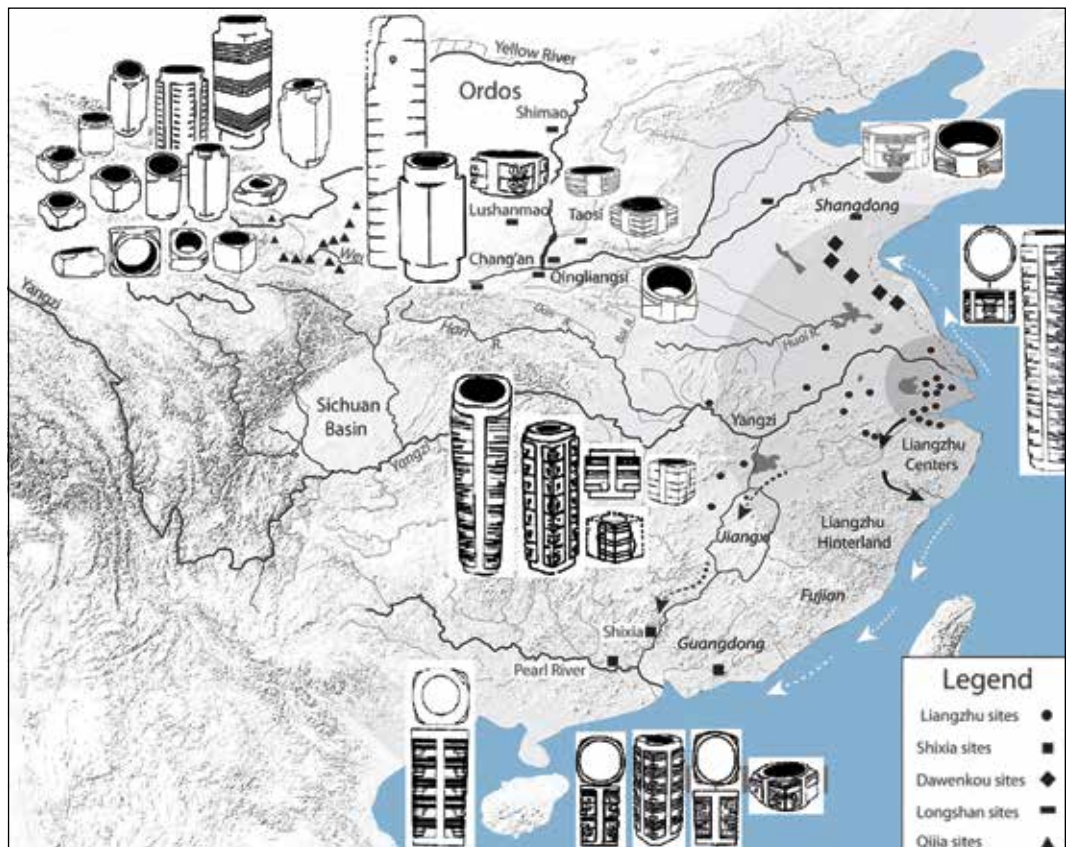 Yellow River
Ordos
Shimao
Lushanmao
Taosi
Shangdong
Wei
Chang'an
Qingliangsi
Yangzi
Han
R.
Dan
Huai R.
Sichuan
Basin
Yangzi
Yangzi
Liangzhu
Centers
Jiangxi
Liangzhu
Hinterland
Fujian
Shixia
Guangdong
Pearl River
Legend
Liangzhu sites
Shixia sites
Dawenkou sites
Longshan sites
Qijia sites